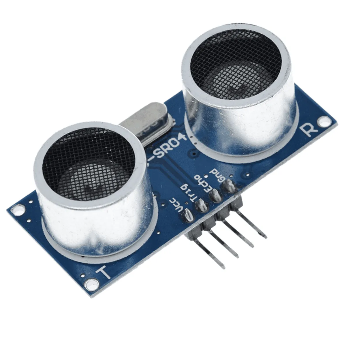 -SR04
T
R
Vcc
Trig
Echo
Gnd